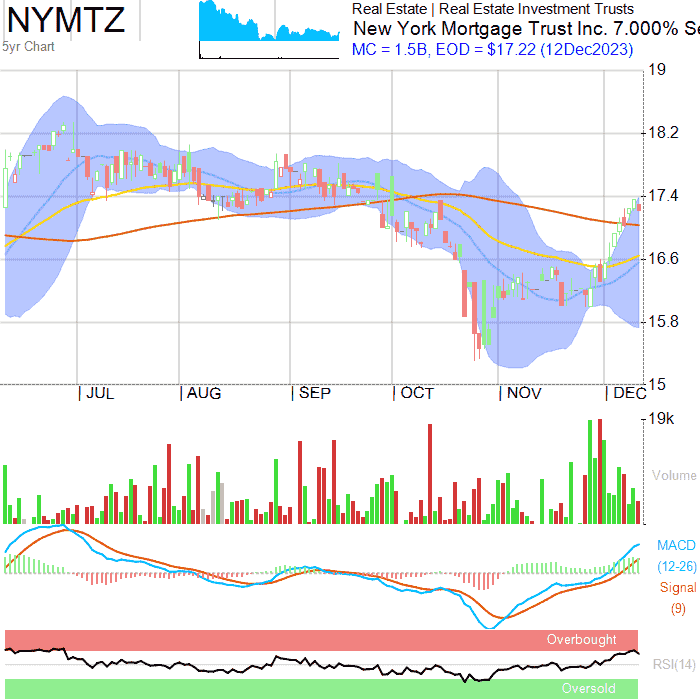 NYMTZ
5yr Chart
Real Estate | Real Estate Investment Trusts
New York Mortgage Trust Inc. 7.000% Se
MC = 1.5B, EOD = $17.22 (12Dec2023)
19
18.2
17.4
16.6
15.8
15
| JUL | AUG | SEP | OCT | NOV | DEC
19k
Volume
MACD
(12-26)
Signal
(9)
Overbought
RSI(14)
Oversold